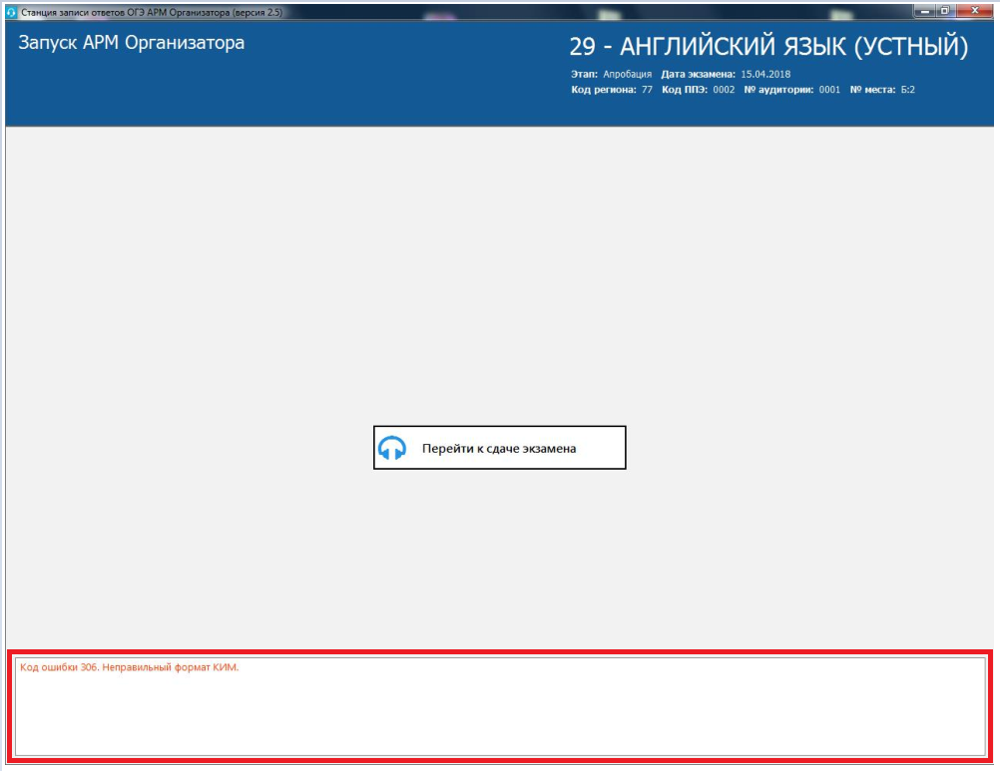 Станция записи ответов ОГЭ АРМ Организатора (версия 2.5)
Запуск АРМ Организатора
29 - АНГЛИЙСКИЙ ЯЗЫК (УСТНЫЙ)
Этап: Апробация Дата экзамена: 15.04.2018
Код региона: 77 Код ППЭ: 0002 № аудитории: 0001 № места: Б:2
Перейти к сдаче экзамена
Код ошибки 306. Неправильный формат КИМ.